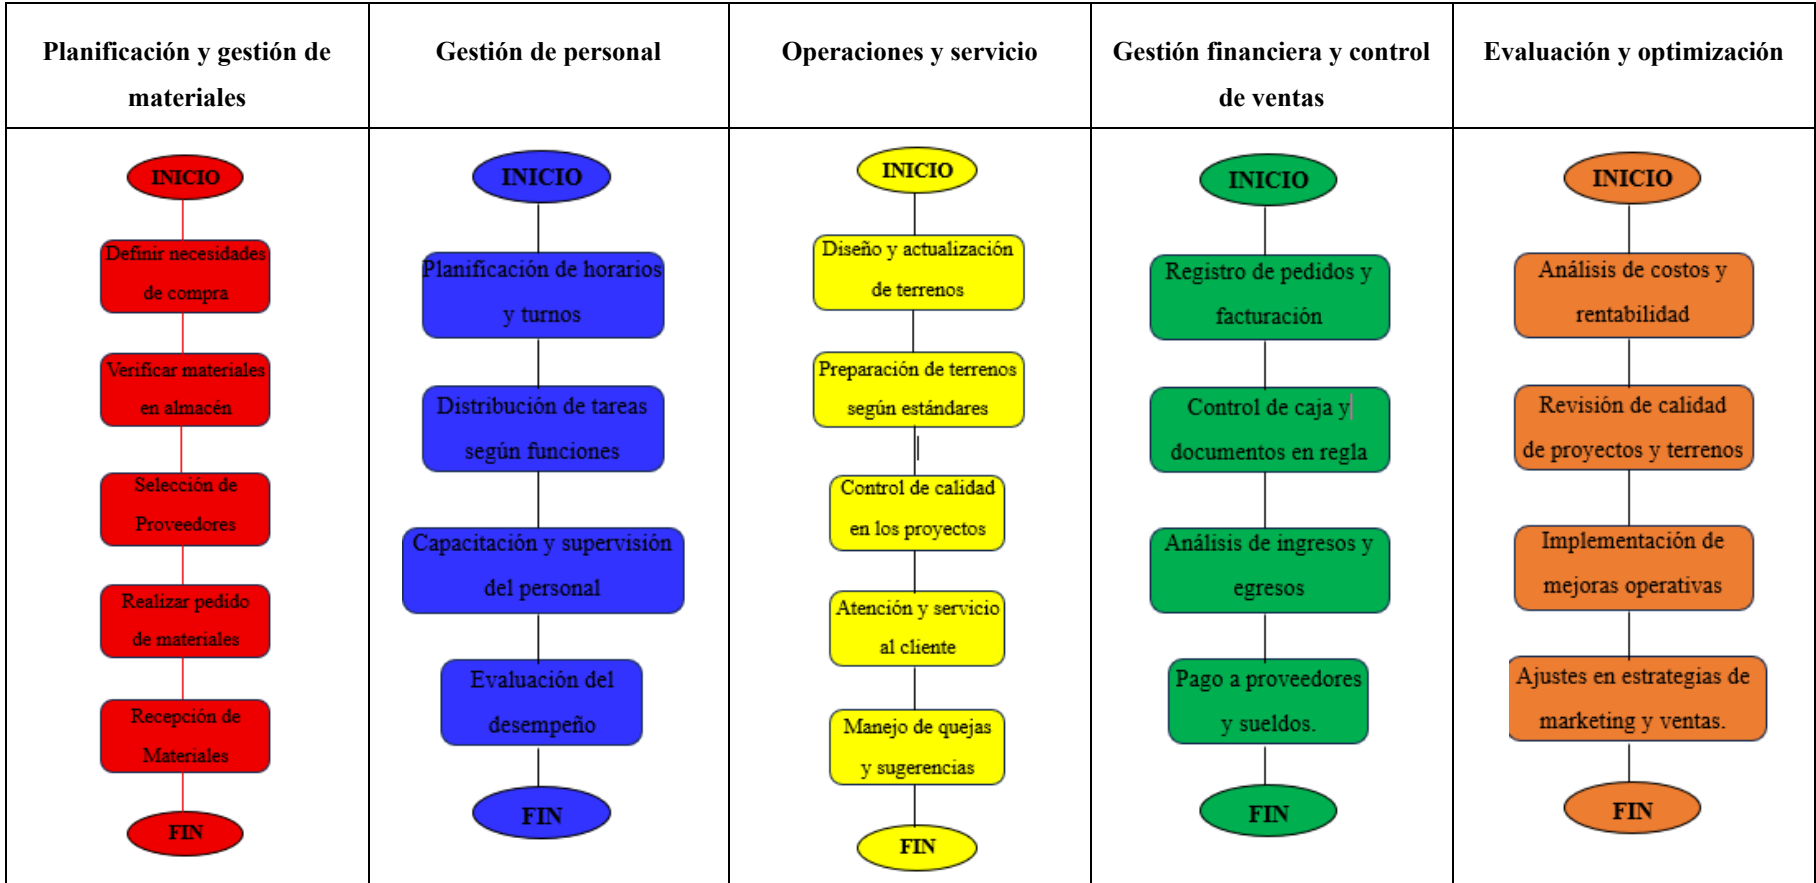 Planificación y gestión de
materiales
Gestión de personal
Operaciones y servicio
Gestión financiera y control
de ventas
Evaluación y optimización
INICIO
Definir necesidades
de compra
Verificar materiales
en almacén
Selección de
Proveedores
Realizar pedido
de materiales
Recepción de
Materiales
FIN
INICIO
Planificación de horarios
y turnos
Distribución de tareas
según funciones
Capacitación y supervisión
del personal
Evaluación del
desempeño
FIN
INICIO
Diseño y actualización
de terrenos
Preparación de terrenos
según estándares
Control de calidad
en los proyectos
Atención y servicio
al cliente
Manejo de quejas
y sugerencias
FIN
INICIO
Registro de pedidos y
facturación
Control de caja y
documentos en regla
Análisis de ingresos y
egresos
Pago a proveedores
y sueldos.
FIN
INICIO
Análisis de costos y
rentabilidad
Revisión de calidad
de proyectos y terrenos
Implementación de
mejoras operativas
Ajustes en estrategias de
marketing y ventas.
FIN